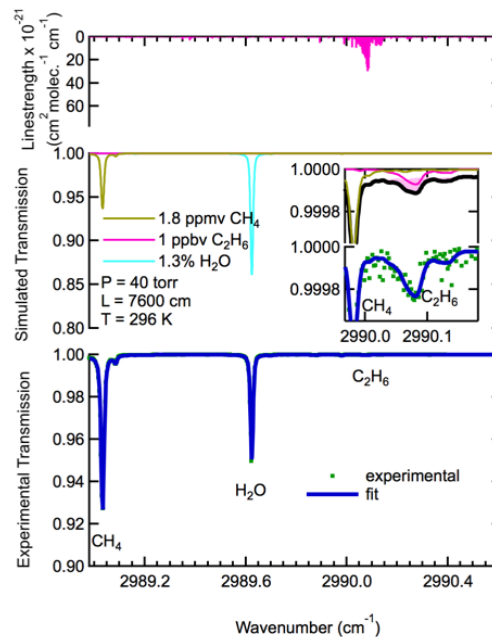 Linestrength x 10-21
(cm2 molec.-1 cm-1)
0
20
40
60
Simulated Transmission
1.00
0.95
0.90
0.85
0.80
1.8 ppmv CH4
1 ppbv C2H6
1.3% H2O
P = 40 torr
L = 7600 cm
T = 296 K
1.0000
0.9998
1.0000
0.9998
CH4
C2H6
2990.0
2990.1
Experimental Transmission
1.00
0.98
0.96
0.94
0.92
0.90
C2H6
H2O
CH4
experimental
fit
2989.2
2989.6
2990.0
2990.4
Wavenumber (cm-1)